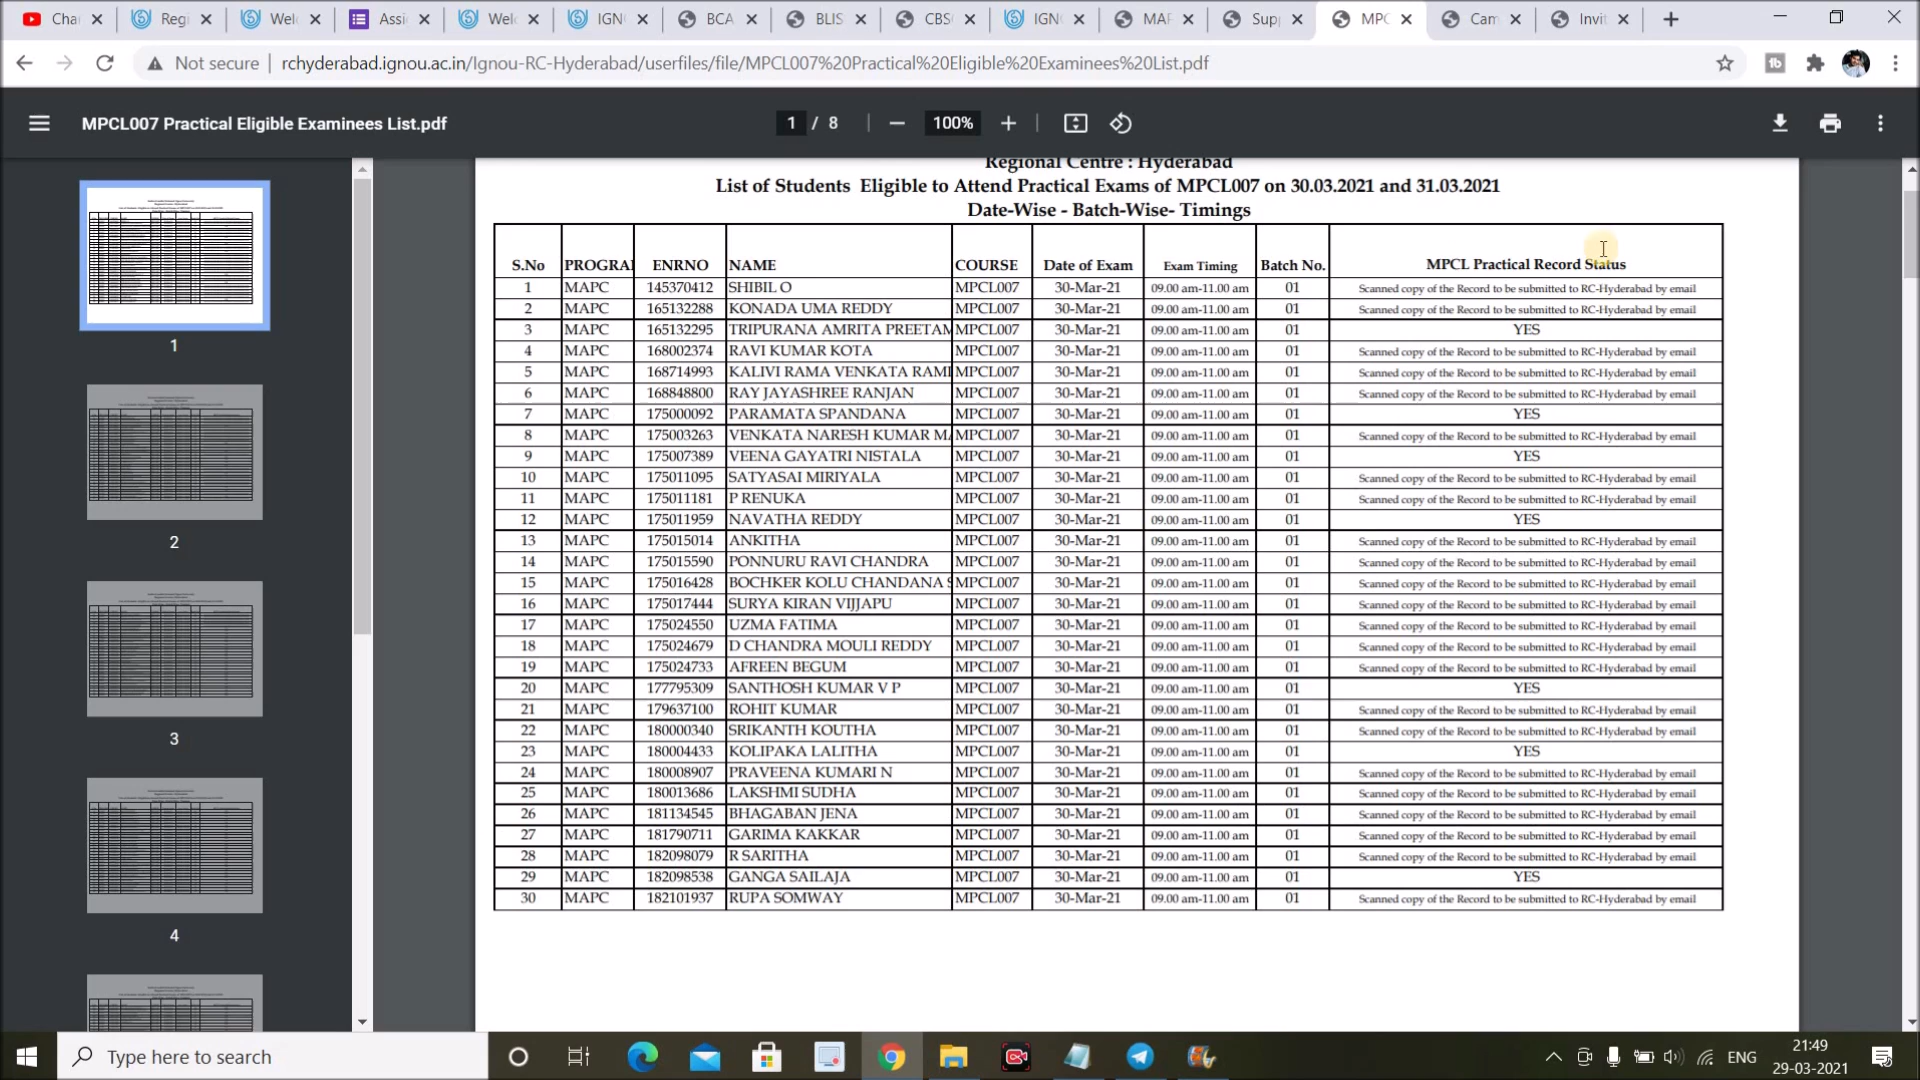 Cha Regi Welc Assi Welc IGN BCA BLIS CBS IGN MAP Supp MPC Cam Invit
Not secure rchyderabad.ignou.ac.in/Ignou-RC-Hyderabad/userfiles/file/MPCL007%20Practical%20Eligible%20Examinees%20List.pdf
MPCL007 Practical Eligible Examinees List.pdf 1 / 8 100%
Regional Centre : Hyderabad
List of Students Eligible to Attend Practical Exams of MPCL007 on 30.03.2021 and 31.03.2021
Date-Wise - Batch-Wise- Timings
S.No PROGRA ENRNO NAME COURSE Date of Exam Exam Timing Batch No. MPCL Practical Record Status
1 MAPC 145370412 SHIBIL O MPCL007 30-Mar-21 09.00 am-11.00 am 01 Scanned copy of the Record to be submitted to RC-Hyderabad by email
2 MAPC 165132288 KONADA UMA REDDY MPCL007 30-Mar-21 09.00 am-11.00 am 01 Scanned copy of the Record to be submitted to RC-Hyderabad by email
3 MAPC 165132295 TRIPURANA AMRITA PREETAM MPCL007 30-Mar-21 09.00 am-11.00 am 01 YES
4 MAPC 168002374 RAVI KUMAR KOTA MPCL007 30-Mar-21 09.00 am-11.00 am 01 Scanned copy of the Record to be submitted to RC-Hyderabad by email
5 MAPC 168714993 KALIVI RAMA VENKATA RAM MPCL007 30-Mar-21 09.00 am-11.00 am 01 Scanned copy of the Record to be submitted to RC-Hyderabad by email
6 MAPC 168848800 RAY JAYASHREE RANJAN MPCL007 30-Mar-21 09.00 am-11.00 am 01 Scanned copy of the Record to be submitted to RC-Hyderabad by email
7 MAPC 175000092 PARAMATA SPANDANA MPCL007 30-Mar-21 09.00 am-11.00 am 01 YES
8 MAPC 175003263 VENKATA NARESH KUMAR MA MPCL007 30-Mar-21 09.00 am-11.00 am 01 Scanned copy of the Record to be submitted to RC-Hyderabad by email
9 MAPC 175007389 VEENA GAYATRI NISTALA MPCL007 30-Mar-21 09.00 am-11.00 am 01 YES
10 MAPC 175011095 SATYASAI MIRIYALA MPCL007 30-Mar-21 09.00 am-11.00 am 01 Scanned copy of the Record to be submitted to RC-Hyderabad by email
11 MAPC 175011181 P RENUKA MPCL007 30-Mar-21 09.00 am-11.00 am 01 Scanned copy of the Record to be submitted to RC-Hyderabad by email
12 MAPC 175011959 NAVATHA REDDY MPCL007 30-Mar-21 09.00 am-11.00 am 01 YES
13 MAPC 175015014 ANKITHA MPCL007 30-Mar-21 09.00 am-11.00 am 01 Scanned copy of the Record to be submitted to RC-Hyderabad by email
14 MAPC 175015590 PONNURU RAVI CHANDRA MPCL007 30-Mar-21 09.00 am-11.00 am 01 Scanned copy of the Record to be submitted to RC-Hyderabad by email
15 MAPC 175016428 BOCHKER KOLU CHANDANA S MPCL007 30-Mar-21 09.00 am-11.00 am 01 Scanned copy of the Record to be submitted to RC-Hyderabad by email
16 MAPC 175017444 SURYA KIRAN VIJJAPU MPCL007 30-Mar-21 09.00 am-11.00 am 01 Scanned copy of the Record to be submitted to RC-Hyderabad by email
17 MAPC 175024550 UZMA FATIMA MPCL007 30-Mar-21 09.00 am-11.00 am 01 Scanned copy of the Record to be submitted to RC-Hyderabad by email
18 MAPC 175024679 D CHANDRA MOULI REDDY MPCL007 30-Mar-21 09.00 am-11.00 am 01 Scanned copy of the Record to be submitted to RC-Hyderabad by email
19 MAPC 175024733 AFREEN BEGUM MPCL007 30-Mar-21 09.00 am-11.00 am 01 Scanned copy of the Record to be submitted to RC-Hyderabad by email
20 MAPC 177795309 SANTHOSH KUMAR V P MPCL007 30-Mar-21 09.00 am-11.00 am 01 YES
21 MAPC 179637100 ROHIT KUMAR MPCL007 30-Mar-21 09.00 am-11.00 am 01 Scanned copy of the Record to be submitted to RC-Hyderabad by email
22 MAPC 180000340 SRIKANTH KOUTHA MPCL007 30-Mar-21 09.00 am-11.00 am 01 Scanned copy of the Record to be submitted to RC-Hyderabad by email
23 MAPC 180004433 KOLIPAKA LALITHA MPCL007 30-Mar-21 09.00 am-11.00 am 01 YES
24 MAPC 180008907 PRAVEENA KUMARI N MPCL007 30-Mar-21 09.00 am-11.00 am 01 Scanned copy of the Record to be submitted to RC-Hyderabad by email
25 MAPC 180013686 LAKSHMI SUDHA MPCL007 30-Mar-21 09.00 am-11.00 am 01 Scanned copy of the Record to be submitted to RC-Hyderabad by email
26 MAPC 181134545 BHAGABAN JENA MPCL007 30-Mar-21 09.00 am-11.00 am 01 Scanned copy of the Record to be submitted to RC-Hyderabad by email
27 MAPC 181790711 GARIMA KAKKAR MPCL007 30-Mar-21 09.00 am-11.00 am 01 Scanned copy of the Record to be submitted to RC-Hyderabad by email
28 MAPC 182098079 R SARITHA MPCL007 30-Mar-21 09.00 am-11.00 am 01 Scanned copy of the Record to be submitted to RC-Hyderabad by email
29 MAPC 182098538 GANGA SAILAJA MPCL007 30-Mar-21 09.00 am-11.00 am 01 YES
30 MAPC 182101937 RUPA SOMWAY MPCL007 30-Mar-21 09.00 am-11.00 am 01 Scanned copy of the Record to be submitted to RC-Hyderabad by email
1
2
3
4
Type here to search
ENG
21:49
29-03-2021